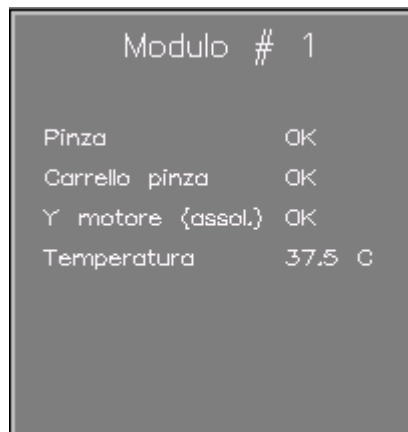 Modulo # 1
Pinza OK
Carrello pinza OK
Y motore (assol.) OK
Temperatura 37.5 C